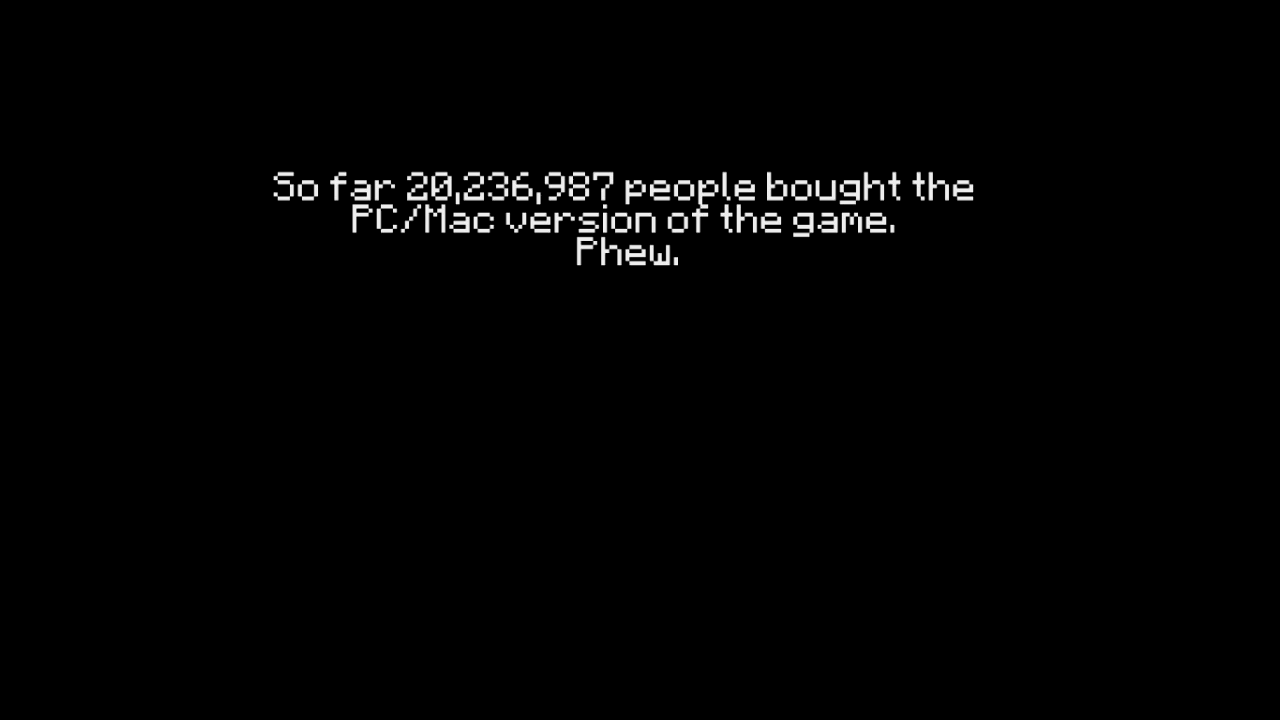 So far 20,236,987 people bought the
PC/Mac version of the game.
Phew.